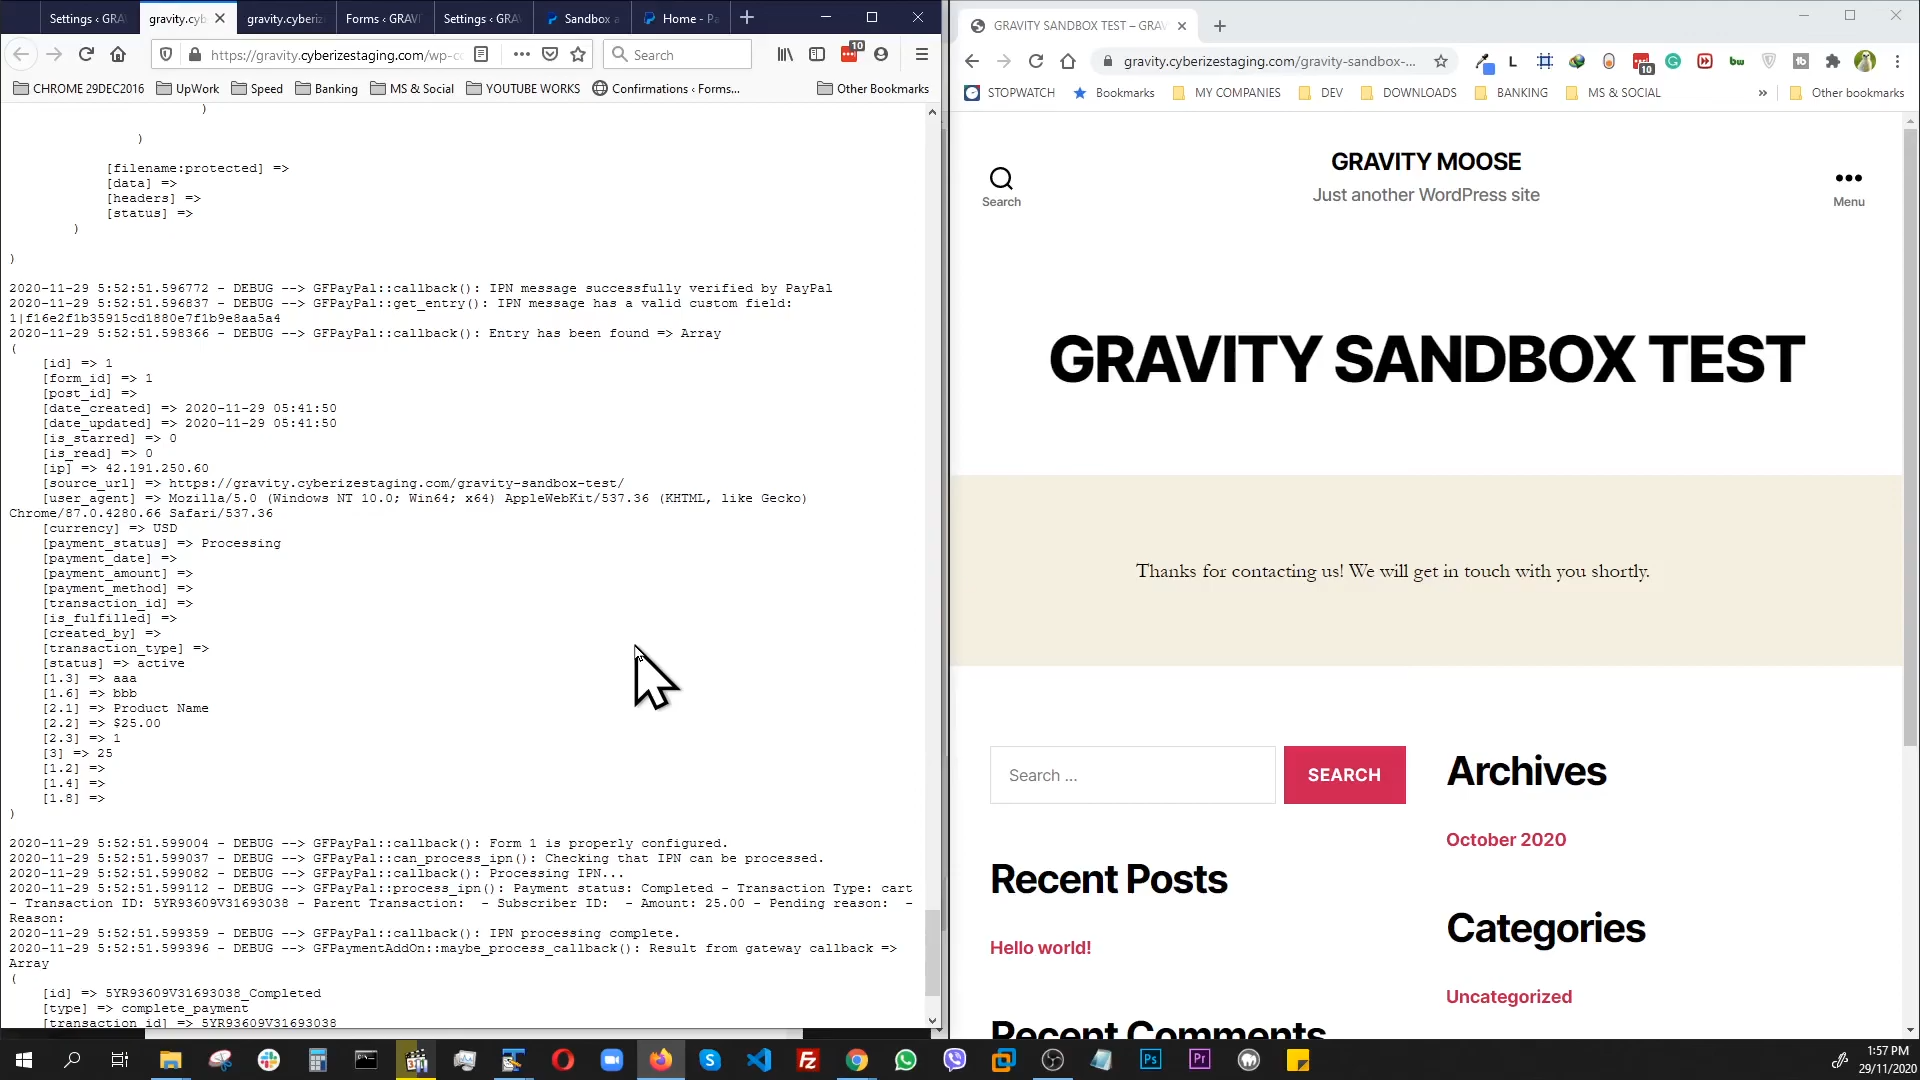 Settings ‹ GRA
gravity.cyb
gravity.cyberiz
Forms ‹ GRAVI
Settings ‹ GRA
Sandbox a
Home - Pa
https://gravity.cyberizestaging.com/wp-co
Search
10
CHROME 29DEC2016
UpWork
Speed
Banking
MS & Social
YOUTUBE WORKS
Confirmations ‹ Forms...
Other Bookmarks
)
)
[filename:protected] =>
[data] =>
[headers] =>
[status] =>
)
)
2020-11-29 5:52:51.596772 - DEBUG --> GFPayPal::callback(): IPN message successfully verified by PayPal
2020-11-29 5:52:51.596837 - DEBUG --> GFPayPal::get_entry(): IPN message has a valid custom field:
1|f16e2f1b35915cd1880e7f1b9e8aa5a4
2020-11-29 5:52:51.598366 - DEBUG --> GFPayPal::callback(): Entry has been found => Array
(
[id] => 1
[form_id] => 1
[post_id] =>
[date_created] => 2020-11-29 05:41:50
[date_updated] => 2020-11-29 05:41:50
[is_starred] => 0
[is_read] => 0
[ip] => 42.191.250.60
[source_url] => https://gravity.cyberizestaging.com/gravity-sandbox-test/
[user_agent] => Mozilla/5.0 (Windows NT 10.0; Win64; x64) AppleWebKit/537.36 (KHTML, like Gecko)
Chrome/87.0.4280.66 Safari/537.36
[currency] => USD
[payment_status] => Processing
[payment_date] =>
[payment_amount] =>
[payment_method] =>
[transaction_id] =>
[is_fulfilled] =>
[created_by] =>
[transaction_type] =>
[status] => active
[1.3] => aaa
[1.6] => bbb
[2.1] => Product Name
[2.2] => $25.00
[2.3] => 1
[3] => 25
[1.2] =>
[1.4] =>
[1.8] =>
)
2020-11-29 5:52:51.599004 - DEBUG --> GFPayPal::callback(): Form 1 is properly configured.
2020-11-29 5:52:51.599037 - DEBUG --> GFPayPal::can_process_ipn(): Checking that IPN can be processed.
2020-11-29 5:52:51.599082 - DEBUG --> GFPayPal::callback(): Processing IPN...
2020-11-29 5:52:51.599112 - DEBUG --> GFPayPal::process_ipn(): Payment status: Completed - Transaction Type: cart
- Transaction ID: 5YR93609V31693038 - Parent Transaction:  - Subscriber ID:  - Amount: 25.00 - Pending reason:  -
Reason:
2020-11-29 5:52:51.599359 - DEBUG --> GFPayPal::callback(): IPN processing complete.
2020-11-29 5:52:51.599396 - DEBUG --> GFPaymentAddOn::maybe_process_callback(): Result from gateway callback =>
Array
(
[id] => 5YR93609V31693038_Completed
[type] => complete_payment
[transaction_id] => 5YR93609V31693038
GRAVITY SANDBOX TEST – GRAV
gravity.cyberizestaging.com/gravity-sandbox-...
L
10
bw
STOPWATCH
Bookmarks
MY COMPANIES
DEV
DOWNLOADS
BANKING
MS & SOCIAL
»
Other bookmarks
Search
GRAVITY MOOSE
Just another WordPress site
Menu
GRAVITY SANDBOX TEST
Thanks for contacting us! We will get in touch with you shortly.
Search ...
SEARCH
Archives
October 2020
Recent Posts
Categories
Hello world!
Uncategorized
Recent Comments
Ps
Pr
1:57 PM
29/11/2020